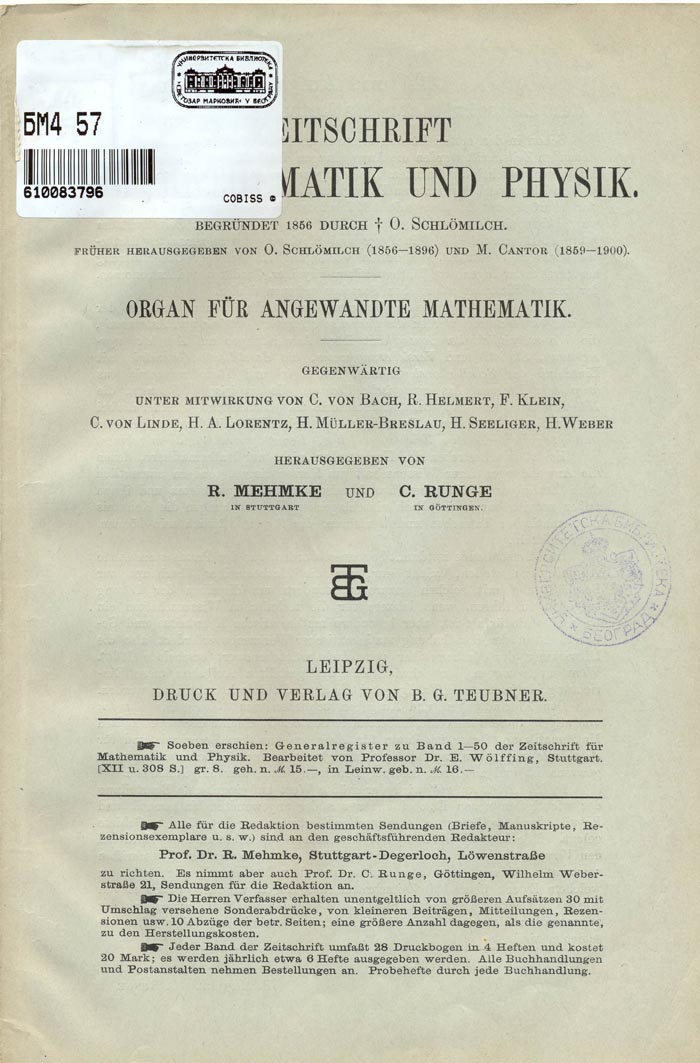 УНИВЕРЗИТЕТСКА БИБЛИОТЕКА
•СВЕТОЗАР МАРКОВИЋ• У БЕОГРАДУ
БМ4 57
610083796
COBISS ©
EITSCHRIFT
MATIK UND PHYSIK.
BEGRÜNDET 1856 DURCH † O. SCHLÖMILCH.
FRÜHER HERAUSGEGEBEN VON O. SCHLÖMILCH (1856—1896) UND M. CANTOR (1859—1900).
ORGAN FÜR ANGEWANDTE MATHEMATIK.
GEGENWÄRTIG
UNTER MITWIRKUNG VON C. VON BACH, R. HELMERT, F. KLEIN,
C. VON LINDE, H. A. LORENTZ, H. MÜLLER-BRESLAU, H. SEELIGER, H. WEBER
HERAUSGEGEBEN VON
R. MEHMKE UND C. RUNGE
IN STUTTGART IN GÖTTINGEN.
BTG
УНИВЕРСИТЕТСКА БИБЛИОТЕКА
* БЕОГРАД *
LEIPZIG,
DRUCK UND VERLAG VON B. G. TEUBNER.
Soeben erschien: Generalregister zu Band 1—50 der Zeitschrift für
Mathematik und Physik. Bearbeitet von Professor Dr. E. Wölffing, Stuttgart.
[XII u. 308 S.] gr. 8. geh. n. M. 15.—, in Leinw. geb. n. M. 16.—
Alle für die Redaktion bestimmten Sendungen (Briefe, Manuskripte, Re-
zensionsexemplare u. s. w.) sind an den geschäftsführenden Redakteur:
Prof. Dr. R. Mehmke, Stuttgart-Degerloch, Löwenstraße
zu richten. Es nimmt aber auch Prof. Dr. C. Runge, Göttingen, Wilhelm Weber-
straße 21, Sendungen für die Redaktion an.
Die Herren Verfasser erhalten unentgeltlich von größeren Aufsätzen 30 mit
Umschlag versehene Sonderabdrücke, von kleineren Beiträgen, Mitteilungen, Rezen-
sionen usw. 10 Abzüge der betr. Seiten; eine größere Anzahl dagegen, als die genannte,
zu den Herstellungskosten.
Jeder Band der Zeitschrift umfaßt 28 Druckbogen in 4 Heften und kostet
20 Mark; es werden jährlich etwa 6 Hefte ausgegeben werden. Alle Buchhandlungen
und Postanstalten nehmen Bestellungen an. Probehefte durch jede Buchhandlung.